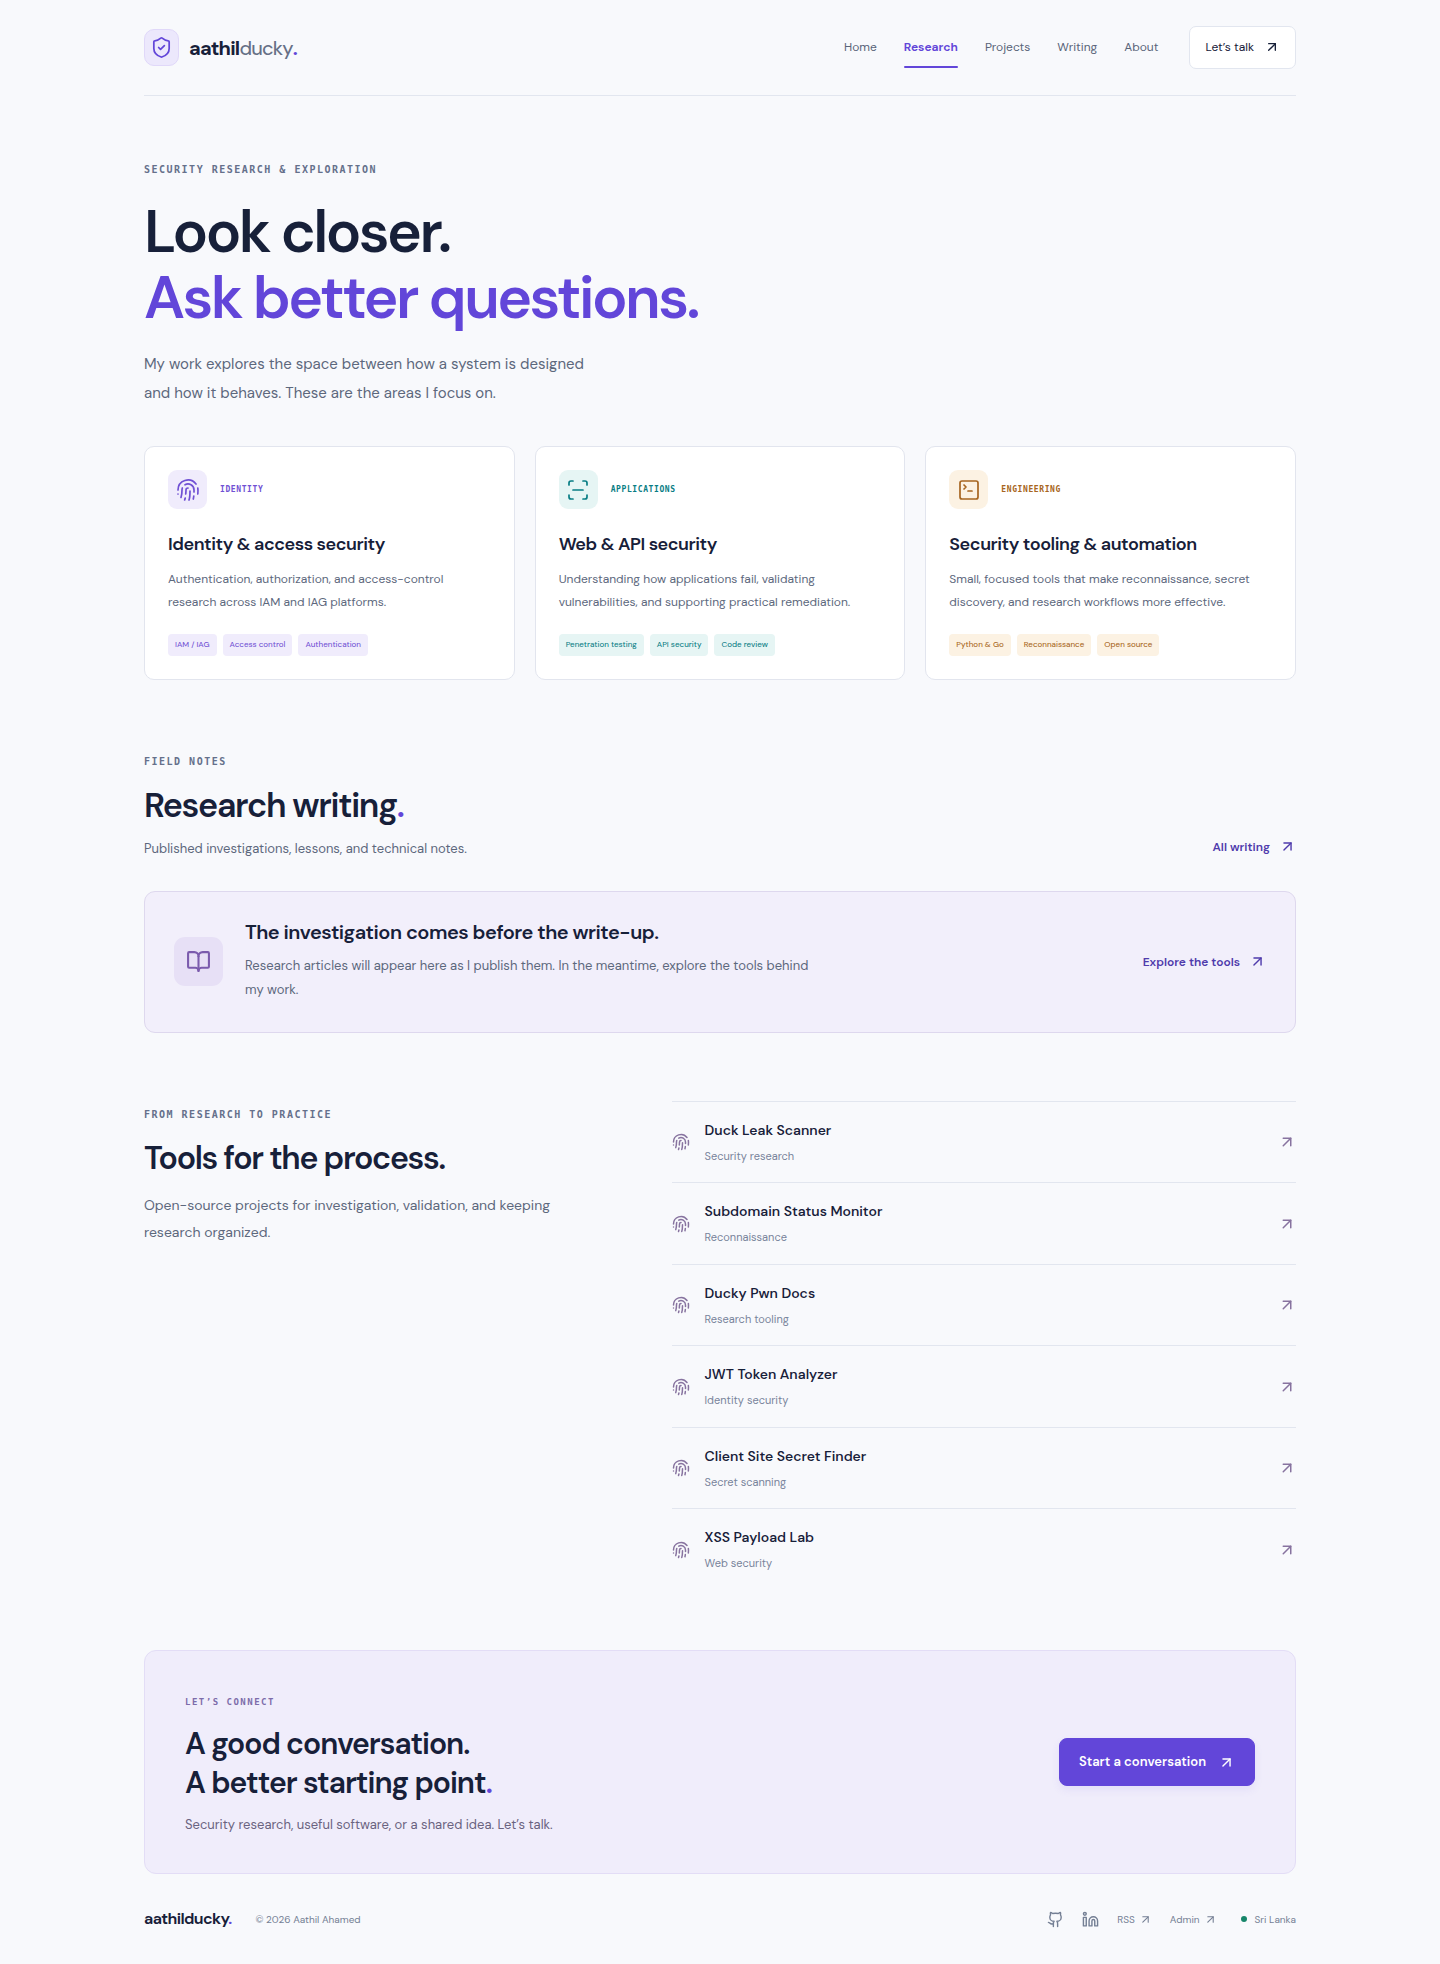 aathilducky.
Home Research Projects Writing About Let's talk
SECURITY RESEARCH & EXPLORATION
Look closer.
Ask better questions.
My work explores the space between how a system is designed
and how it behaves. These are the areas I focus on.
IDENTITY
Identity & access security
Authentication, authorization, and access-control
research across IAM and IAG platforms.
IAM / IAG Access control Authentication
APPLICATIONS
Web & API security
Understanding how applications fail, validating
vulnerabilities, and supporting practical remediation.
Penetration testing API security Code review
ENGINEERING
Security tooling & automation
Small, focused tools that make reconnaissance, secret
discovery, and research workflows more effective.
Python & Go Reconnaissance Open source
FIELD NOTES
Research writing.
Published investigations, lessons, and technical notes.
All writing
The investigation comes before the write-up.
Research articles will appear here as I publish them. In the meantime, explore the tools behind
my work.
Explore the tools
FROM RESEARCH TO PRACTICE
Tools for the process.
Open-source projects for investigation, validation, and keeping
research organized.
Duck Leak Scanner
Security research
Subdomain Status Monitor
Reconnaissance
Ducky Pwn Docs
Research tooling
JWT Token Analyzer
Identity security
Client Site Secret Finder
Secret scanning
XSS Payload Lab
Web security
LET'S CONNECT
A good conversation.
A better starting point.
Security research, useful software, or a shared idea. Let's talk.
Start a conversation
aathilducky. © 2026 Aathil Ahamed
RSS Admin Sri Lanka